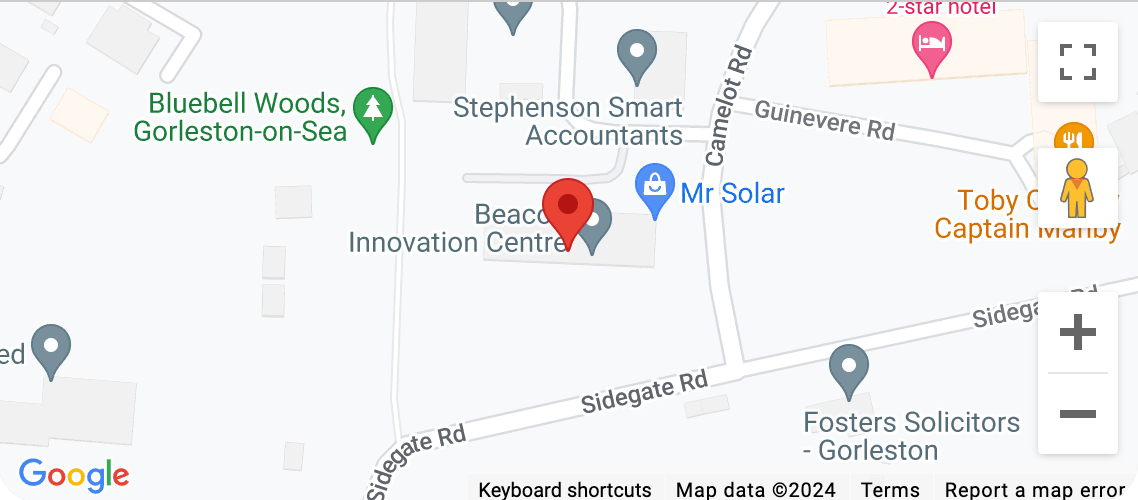 2-star hotel
Bluebell Woods,
Gorleston-on-Sea
Stephenson Smart
Accountants
Camelot Rd
Guinevere Rd
Mr Solar
Toby
Captain Manby
Innovation Centre
Sidegate Rd
ed
Sidegate Rd
Sidegate Rd
Fosters Solicitors
- Gorleston
Google
Keyboard shortcuts
Map data ©2024
Terms
Report a map error